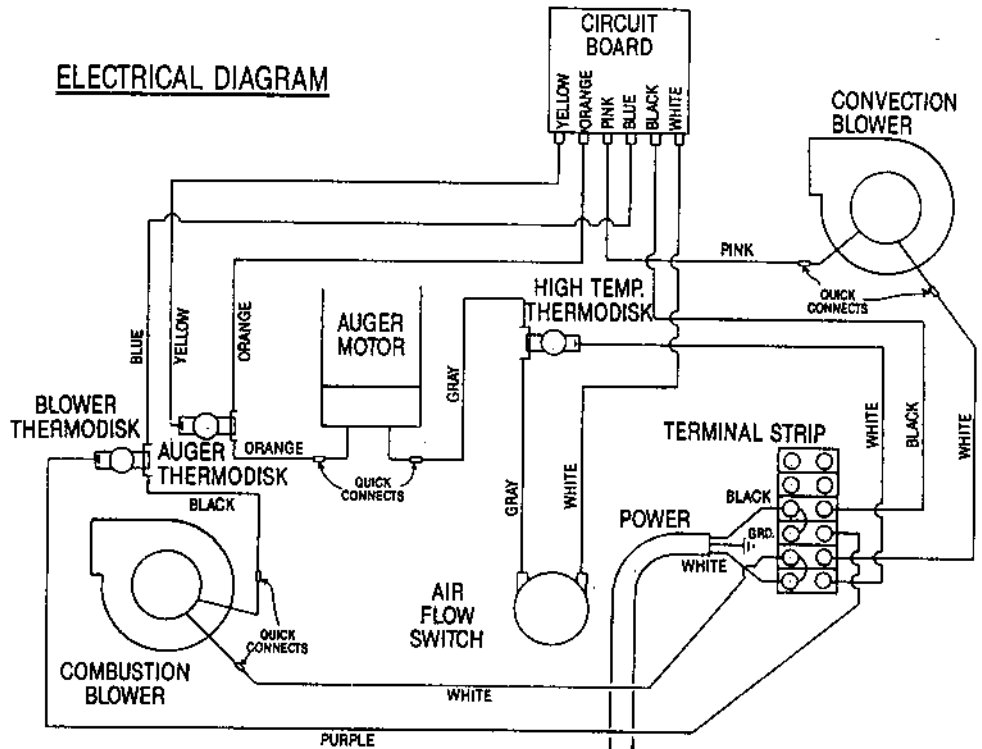 CIRCUIT
BOARD
ELECTRICAL DIAGRAM
YELLOW
ORANGE
PINK
BLUE
BLACK
WHITE
CONVECTION
BLOWER
PINK
QUICK
CONNECTS
HIGH TEMP.
THERMODISK
AUGER
MOTOR
BLUE
YELLOW
ORANGE
GRAY
BLOWER
THERMODISK
ORANGE
AUGER
THERMODISK
QUICK
CONNECTS
BLACK
GRAY
WHITE
TERMINAL STRIP
WHITE
BLACK
WHITE
BLACK
POWER
GRD.
WHITE
AIR
FLOW
SWITCH
QUICK
CONNECTS
COMBUSTION
BLOWER
WHITE
PURPLE